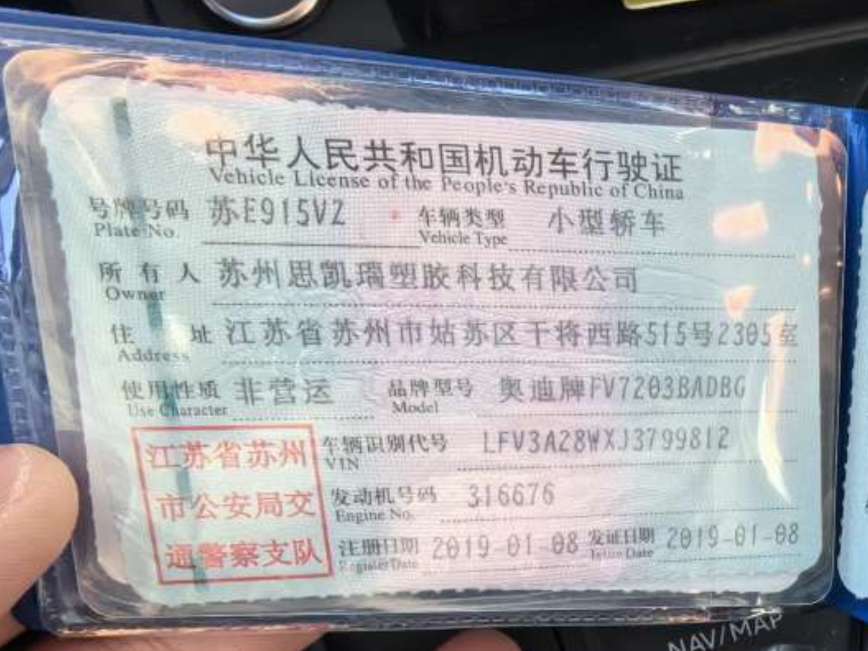 中华人民共和国机动车行驶证
Vehicle License of the People's Republic of China
号牌号码 苏E915VZ 车辆类型 小型轿车
Plate No. Vehicle Type
所有人 苏州思凯瑞塑胶科技有限公司
Owner
住址 江苏省苏州市姑苏区干将西路515号2305室
Address
使用性质 非营运 品牌型号 奥迪牌FV7203BADBG
Use Character Model
江苏省苏州
市公安局交
通警察支队
车辆识别代号 LFV3A28WXJ3799812
VIN
发动机号码 316676
Engine No.
注册日期 2019-01-08 发证日期 2019-01-08
Register Date Issue Date
NAV/MAP